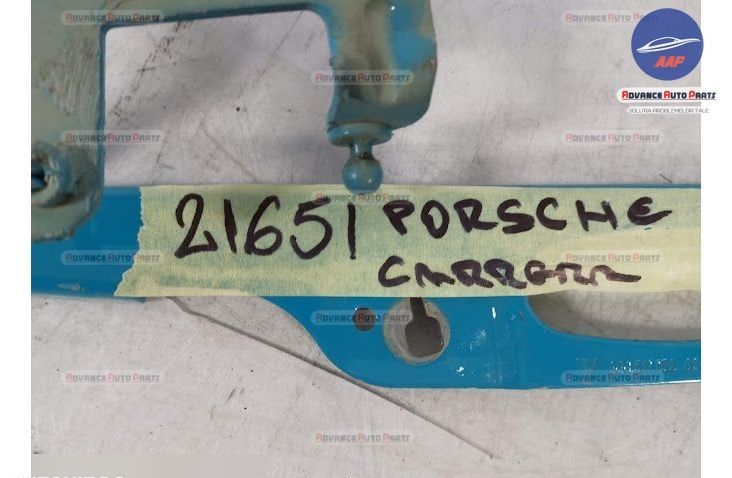 AAP
ADVANCE AUTO PARTS
SOLUTIA PROBLEMELOR TALE
21651 PORSCHE
CARRERA